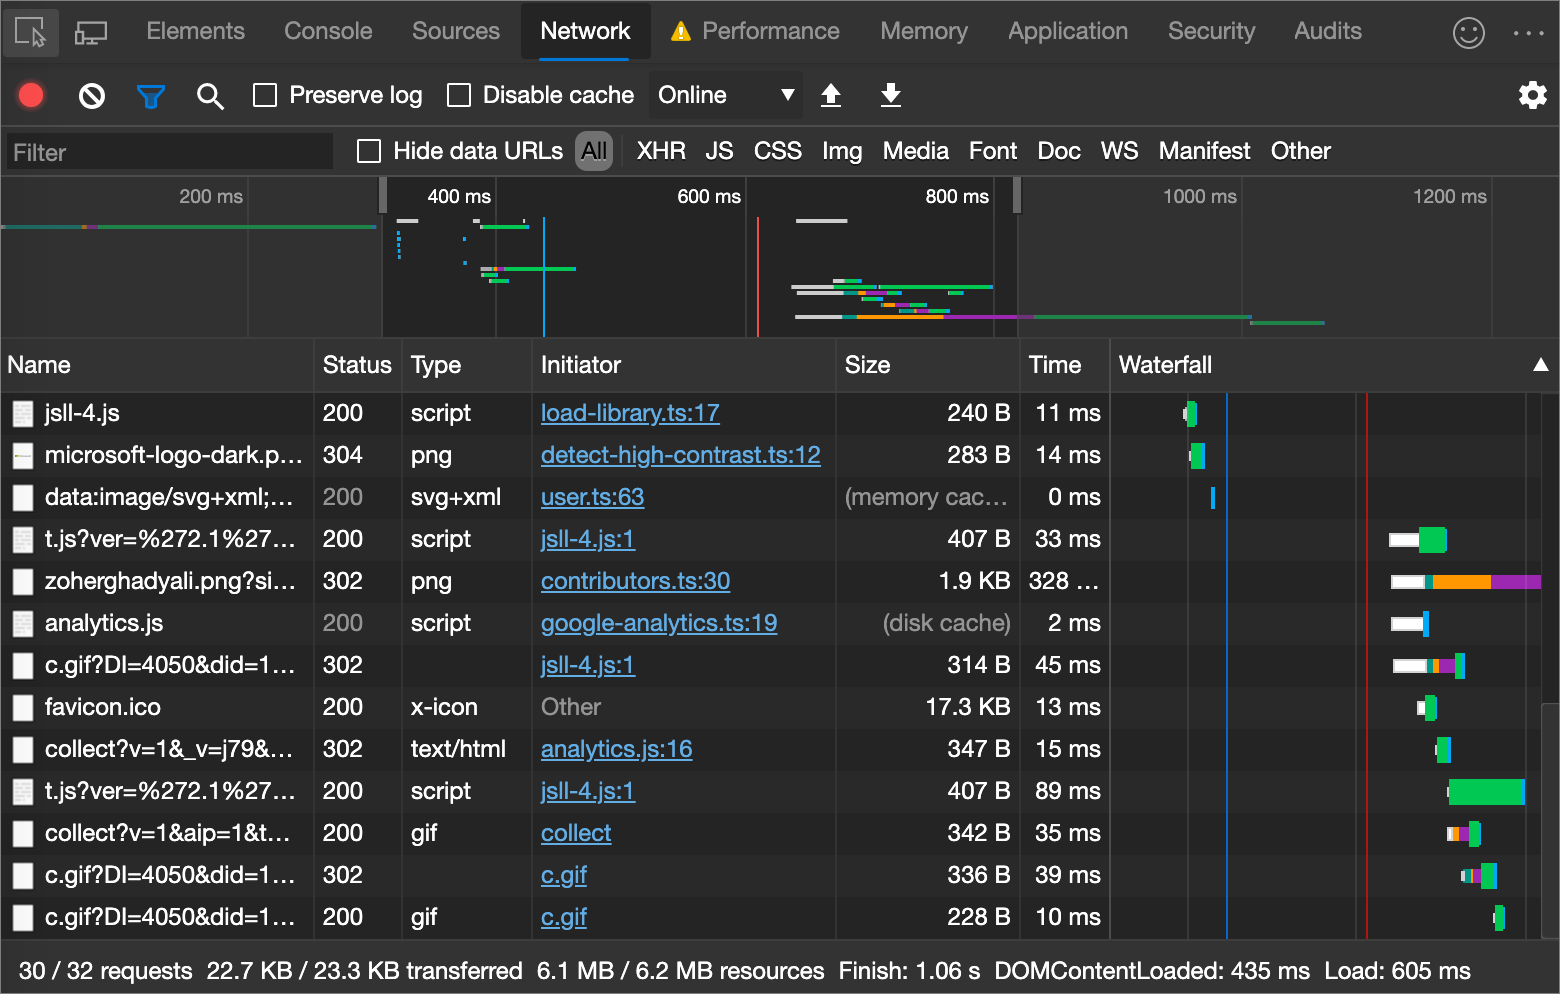 Elements Console Sources Network Performance Memory Application Security Audits
Preserve log Disable cache Online
Filter Hide data URLs All XHR JS CSS Img Media Font Doc WS Manifest Other
200 ms 400 ms 600 ms 800 ms 1000 ms 1200 ms
Name Status Type Initiator Size Time Waterfall
jsll-4.js 200 script load-library.ts:17 240 B 11 ms
microsoft-logo-dark.p... 304 png detect-high-contrast.ts:12 283 B 14 ms
data:image/svg+xml;... 200 svg+xml user.ts:63 (memory cac... 0 ms
t.js?ver=%272.1%27... 200 script jsll-4.js:1 407 B 33 ms
zoherghadyali.png?si... 302 png contributors.ts:30 1.9 KB 328 ...
analytics.js 200 script google-analytics.ts:19 (disk cache) 2 ms
c.gif?DI=4050&did=1... 302 jsll-4.js:1 314 B 45 ms
favicon.ico 200 x-icon Other 17.3 KB 13 ms
collect?v=1&_v=j79&... 302 text/html analytics.js:16 347 B 15 ms
t.js?ver=%272.1%27... 200 script jsll-4.js:1 407 B 89 ms
collect?v=1&aip=1&t... 200 gif collect 342 B 35 ms
c.gif?DI=4050&did=1... 302 c.gif 336 B 39 ms
c.gif?DI=4050&did=1... 200 gif c.gif 228 B 10 ms
30 / 32 requests 22.7 KB / 23.3 KB transferred 6.1 MB / 6.2 MB resources Finish: 1.06 s DOMContentLoaded: 435 ms Load: 605 ms